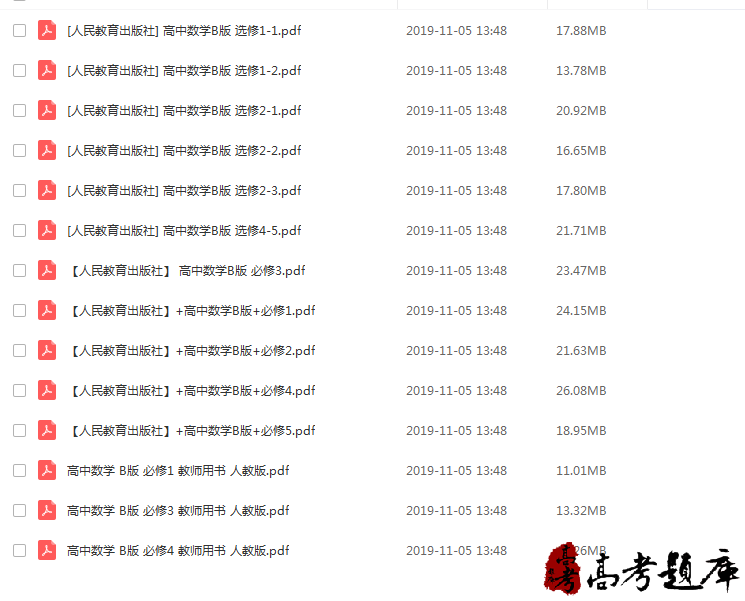 [人民教育出版社] 高中数学B版 选修1-1.pdf 2019-11-05 13:48 17.88MB
[人民教育出版社] 高中数学B版 选修1-2.pdf 2019-11-05 13:48 13.78MB
[人民教育出版社] 高中数学B版 选修2-1.pdf 2019-11-05 13:48 20.92MB
[人民教育出版社] 高中数学B版 选修2-2.pdf 2019-11-05 13:48 16.65MB
[人民教育出版社] 高中数学B版 选修2-3.pdf 2019-11-05 13:48 17.80MB
[人民教育出版社] 高中数学B版 选修4-5.pdf 2019-11-05 13:48 21.71MB
【人民教育出版社】 高中数学B版 必修3.pdf 2019-11-05 13:48 23.47MB
【人民教育出版社】+高中数学B版+必修1.pdf 2019-11-05 13:48 24.15MB
【人民教育出版社】+高中数学B版+必修2.pdf 2019-11-05 13:48 21.63MB
【人民教育出版社】+高中数学B版+必修4.pdf 2019-11-05 13:48 26.08MB
【人民教育出版社】+高中数学B版+必修5.pdf 2019-11-05 13:48 18.95MB
高中数学 B版 必修1 教师用书 人教版.pdf 2019-11-05 13:48 11.01MB
高中数学 B版 必修3 教师用书 人教版.pdf 2019-11-05 13:48 13.32MB
高中数学 B版 必修4 教师用书 人教版.pdf 2019-11-05 13:48
高考 高考题库